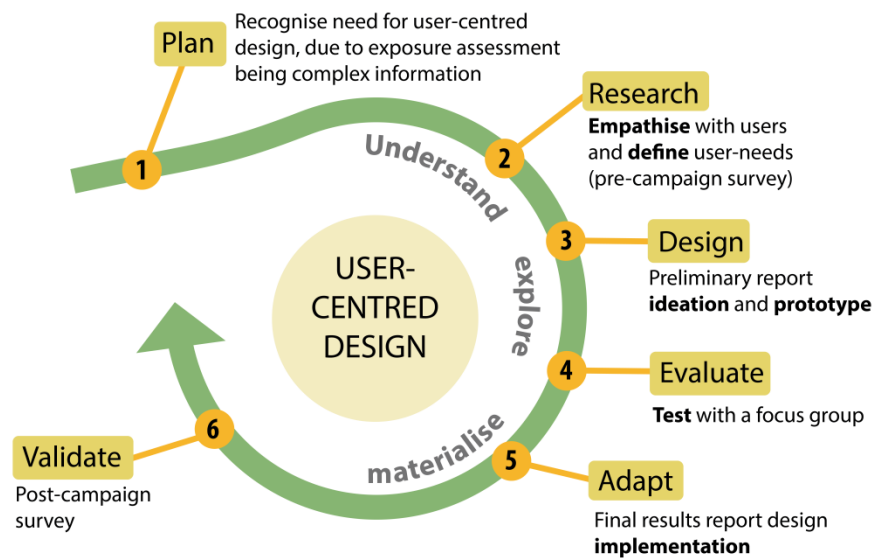 Plan
Recognise need for user-centred
design, due to exposure assessment
being complex information
1
Research
Empathise with users
and define user-needs
(pre-campaign survey)
2
Understand
3
Design
Preliminary report
ideation and prototype
explore
USER-
CENTRED
DESIGN
4
Evaluate
Test with a focus group
materialise
5
Adapt
Final results report design
implementation
6
Validate
Post-campaign
survey